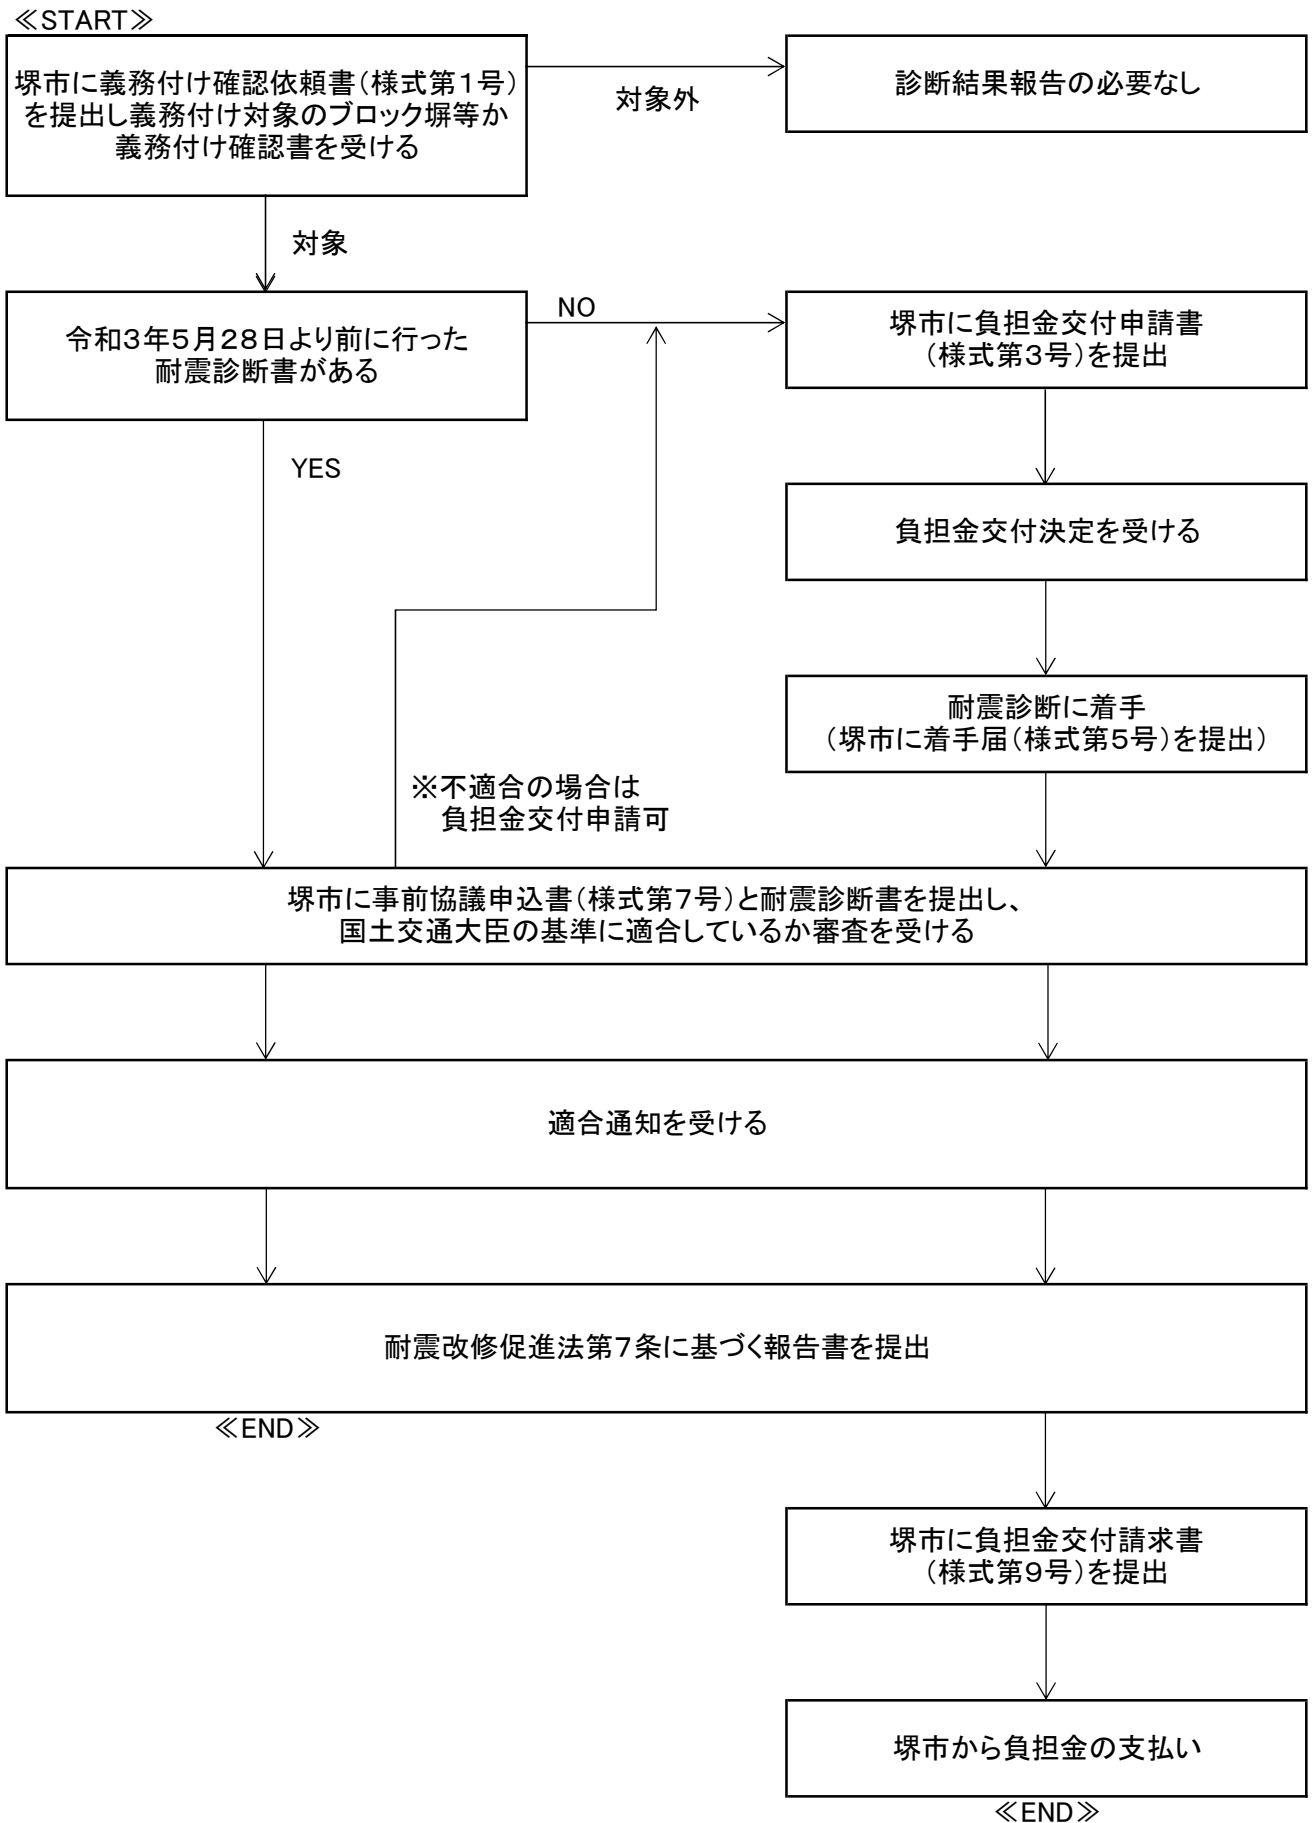 ≪START≫
堺市に義務付け確認依頼書(様式第１号)
を提出し義務付け対象のブロック塀等か
義務付け確認書を受ける
対象外
診断結果報告の必要なし
対象
令和３年５月２８日より前に行った
耐震診断書がある
NO
堺市に負担金交付申請書
(様式第３号)を提出
YES
負担金交付決定を受ける
耐震診断に着手
(堺市に着手届(様式第５号)を提出)
※不適合の場合は
負担金交付申請可
堺市に事前協議申込書(様式第７号)と耐震診断書を提出し、
国土交通大臣の基準に適合しているか審査を受ける
適合通知を受ける
耐震改修促進法第７条に基づく報告書を提出
≪END≫
堺市に負担金交付請求書
(様式第９号)を提出
堺市から負担金の支払い
≪END≫